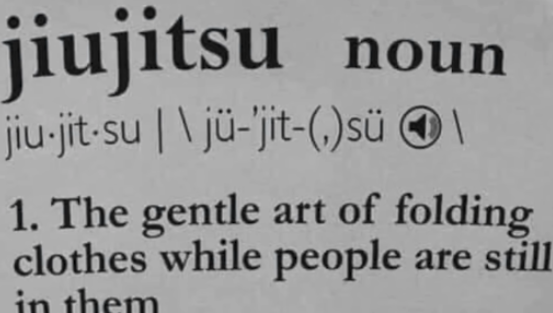 jiujitsu noun
jiu·jit·su | \ jü-ˈjit-(ˌ)sü \
1. The gentle art of folding
clothes while people are still
in them